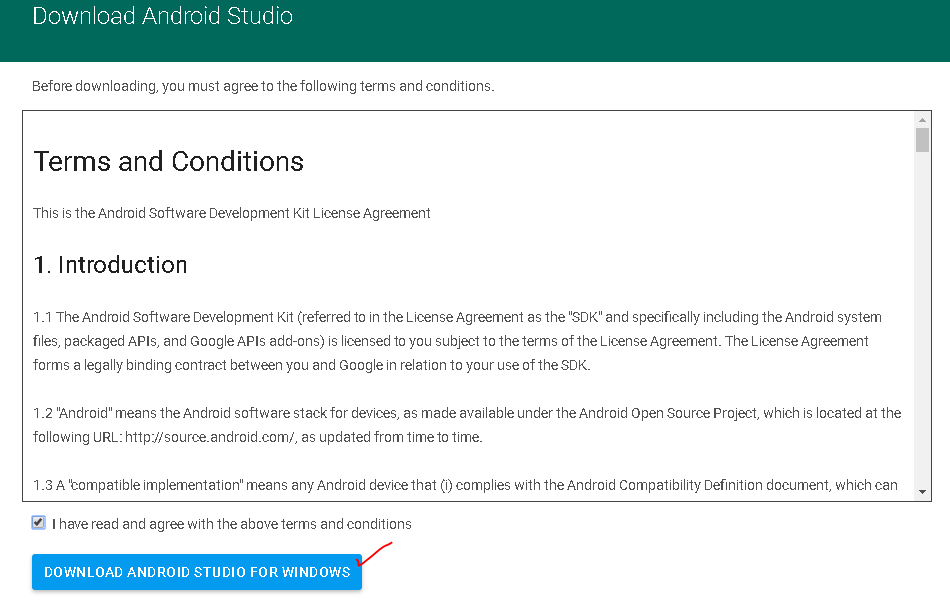 Download Android Studio
Before downloading, you must agree to the following terms and conditions.
Terms and Conditions
This is the Android Software Development Kit License Agreement
1. Introduction
1.1 The Android Software Development Kit (referred to in the License Agreement as the "SDK" and specifically including the Android system
files, packaged APIs, and Google APIs add-ons) is licensed to you subject to the terms of the License Agreement. The License Agreement
forms a legally binding contract between you and Google in relation to your use of the SDK.
1.2 "Android" means the Android software stack for devices, as made available under the Android Open Source Project, which is located at the
following URL: http://source.android.com/, as updated from time to time.
1.3 A "compatible implementation" means any Android device that (i) complies with the Android Compatibility Definition document, which can
I have read and agree with the above terms and conditions
DOWNLOAD ANDROID STUDIO FOR WINDOWS